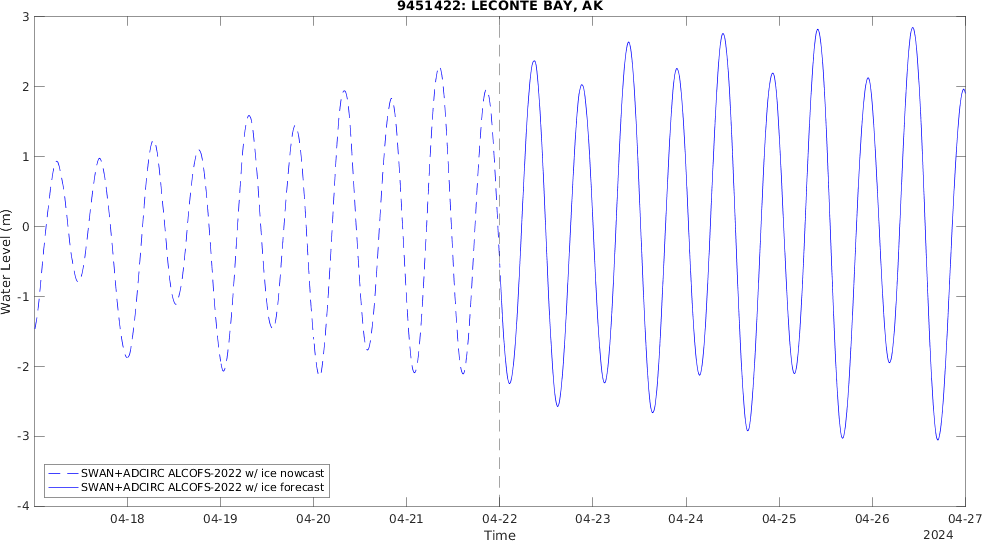 9451422: LECONTE BAY, AK
3
2
1
0
-1
-2
-3
-4
Water Level (m)
SWAN+ADCIRC ALCOFS-2022 w/ ice nowcast
SWAN+ADCIRC ALCOFS-2022 w/ ice forecast
04-18 04-19 04-20 04-21 04-22 04-23 04-24 04-25 04-26 04-27
Time
2024